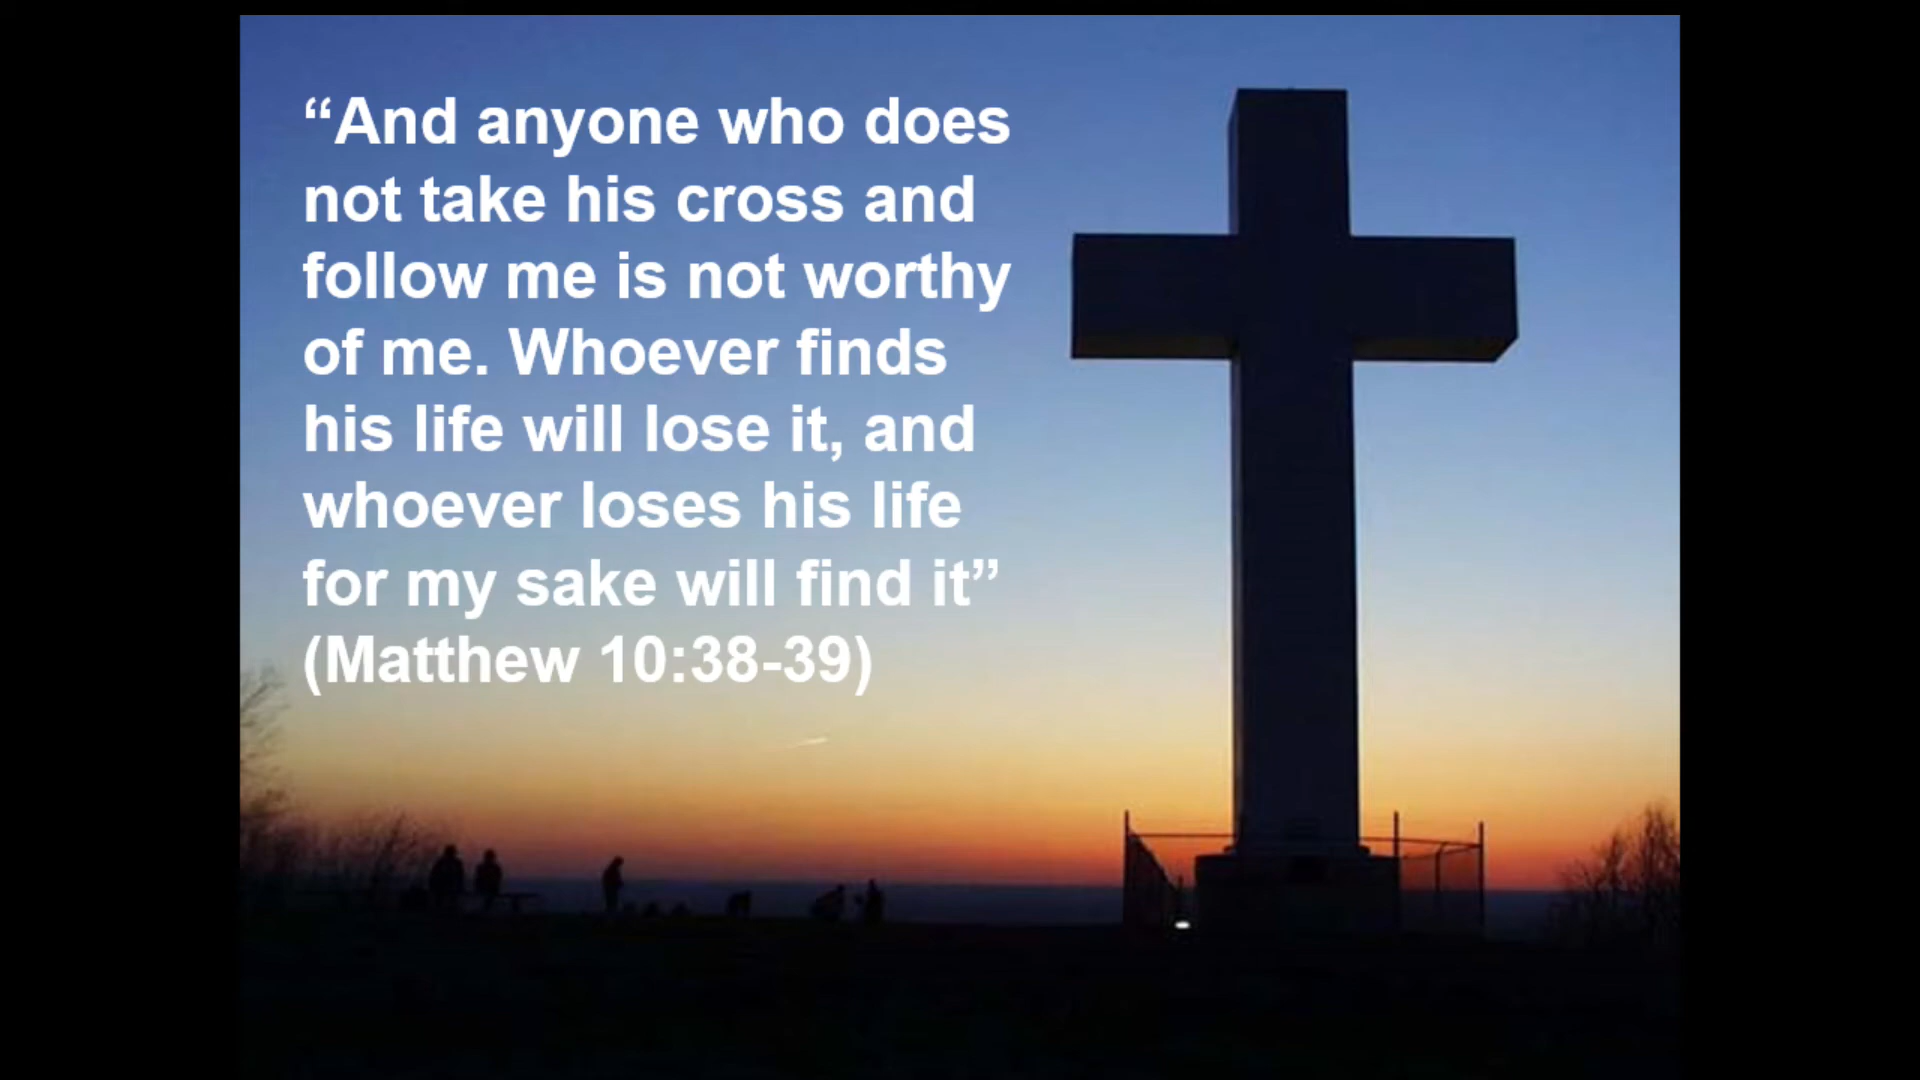 “And anyone who does
not take his cross and
follow me is not worthy
of me. Whoever finds
his life will lose it, and
whoever loses his life
for my sake will find it”
(Matthew 10:38-39)